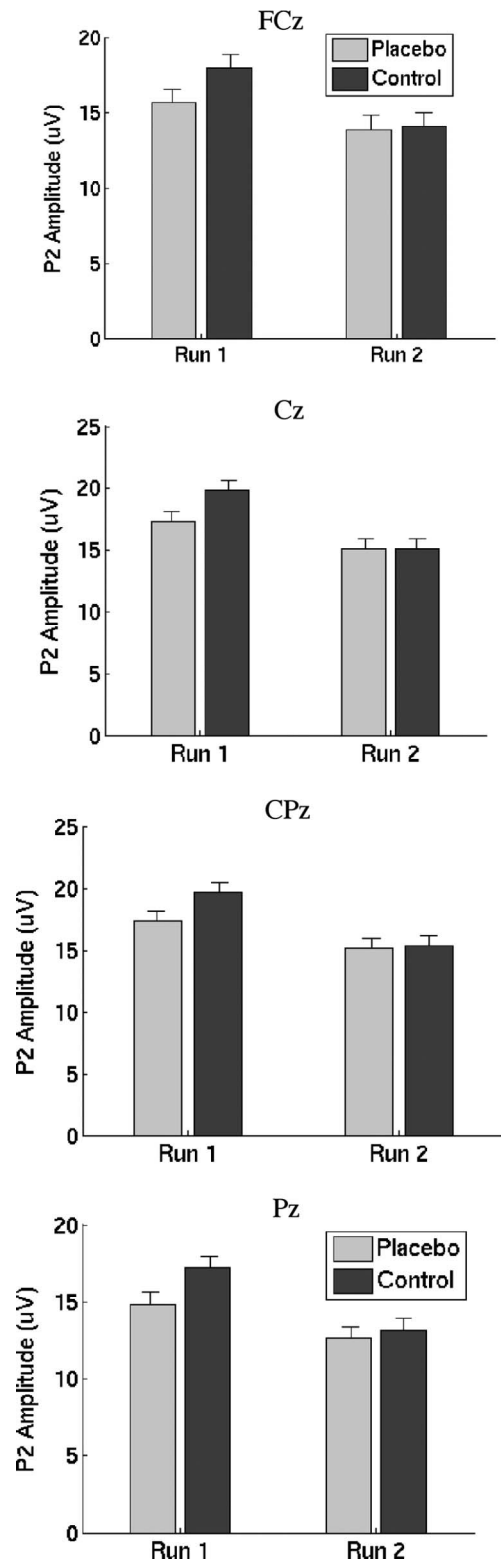 FCz
Placebo
Control
P2 Amplitude (uV)
20
15
10
5
0
Run 1 Run 2
Cz
P2 Amplitude (uV)
25
20
15
10
5
0
Run 1 Run 2
CPz
P2 Amplitude (uV)
25
20
15
10
5
0
Run 1 Run 2
Pz
Placebo
Control
P2 Amplitude (uV)
20
15
10
5
0
Run 1 Run 2